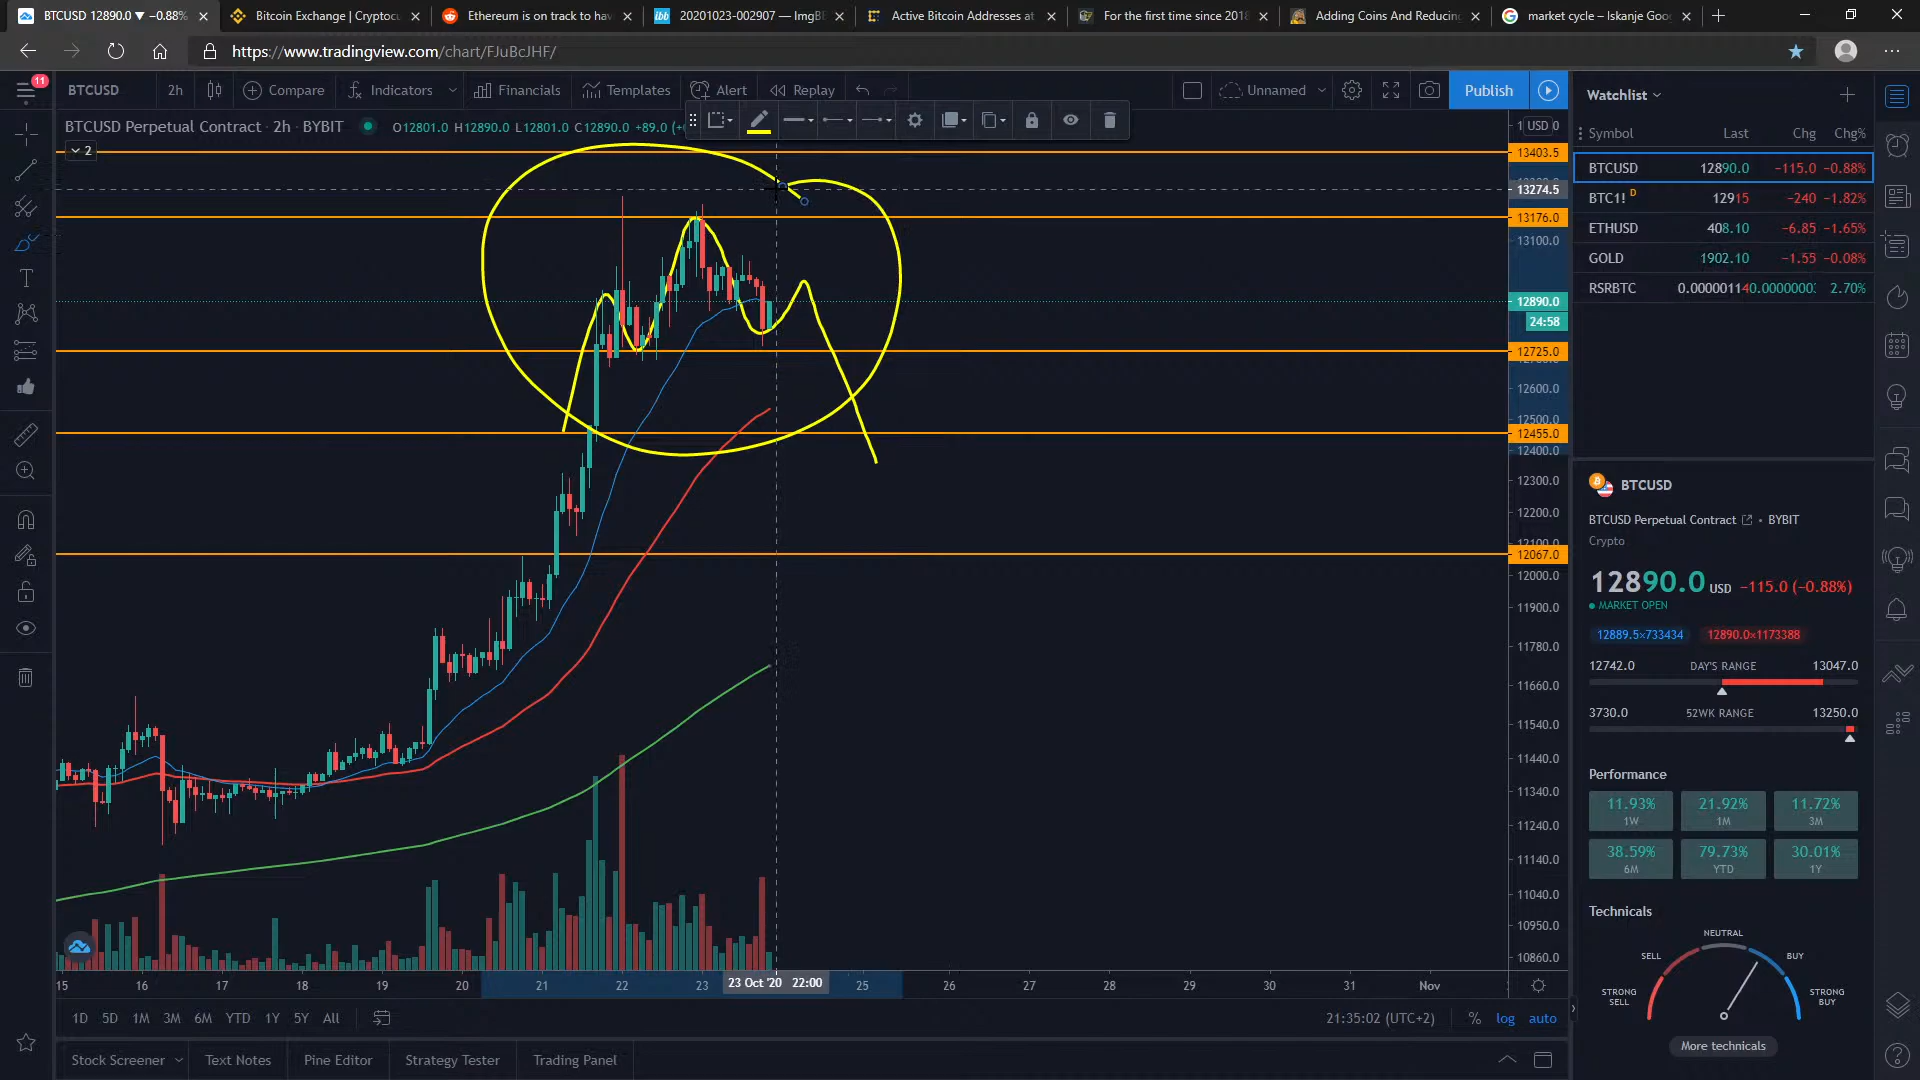 BTCUSD 12890.0 ▼ −0.88%
Bitcoin Exchange | Cryptocu
Ethereum is on track to hav
20201023-002907 — ImgB
Active Bitcoin Addresses at
For the first time since 2018
Adding Coins And Reducing
market cycle – Iskanje Goo
https://www.tradingview.com/chart/FJuBcJHF/
11
BTCUSD
2h
Compare
Indicators
Financials
Templates
Alert
Replay
Unnamed
Publish
BTCUSD Perpetual Contract · 2h · BYBIT
O12801.0 H12890.0 L12801.0 C12890.0 +89.0
2
USD
13403.5
13274.5
13176.0
13100.0
12890.0
24:58
12725.0
12600.0
12500.0
12455.0
12400.0
12300.0
12200.0
12100.0
12067.0
12000.0
11900.0
11780.0
11660.0
11540.0
11440.0
11340.0
11240.0
11140.0
11040.0
10950.0
10860.0
15 16 17 18 19 20 21 22 23 23 Oct '20 22:00 25 26 27 28 29 30 31 Nov
1D 5D 1M 3M 6M YTD 1Y 5Y All
21:35:02 (UTC+2)
% log auto
Stock Screener
Text Notes
Pine Editor
Strategy Tester
Trading Panel
Watchlist
Symbol Last Chg Chg%
BTCUSD 12890.0 −115.0 −0.88%
BTC1! D 12915 −240 −1.82%
ETHUSD 408.10 −6.85 −1.65%
GOLD 1902.10 −1.55 −0.08%
RSRBTC 0.00000114 0.0000000 2.70%
BTCUSD
BTCUSD Perpetual Contract • BYBIT
Crypto
12890.0 USD −115.0 (−0.88%)
MARKET OPEN
12889.5×733434 12890.0×1173388
12742.0 DAY'S RANGE 13047.0
3730.0 52WK RANGE 13250.0
Performance
11.93% 21.92% 11.72%
1W 1M 3M
38.59% 79.73% 30.01%
6M YTD 1Y
Technicals
NEUTRAL
SELL BUY
STRONG SELL
STRONG BUY
More technicals